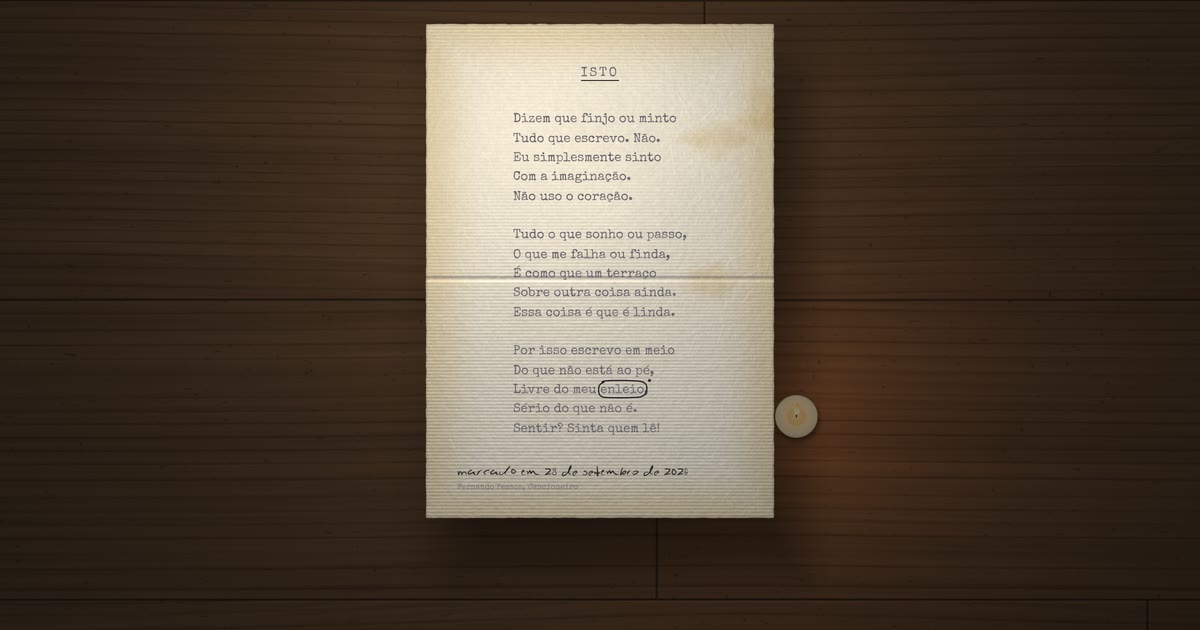 ISTO
Dizem que finjo ou minto
Tudo que escrevo. Não.
Eu simplesmente sinto
Com a imaginação.
Não uso o coração.
Tudo o que sonho ou passo,
O que me falha ou finda,
É como que um terraço
Sobre outra coisa ainda.
Essa coisa é que é linda.
Por isso escrevo em meio
Do que não está ao pé,
Livre do meu enleio,
Sério do que não é.
Sentir? Sinta quem lê!
marcado em 28 de setembro de
Fernando Pessoa, Cancioneiro